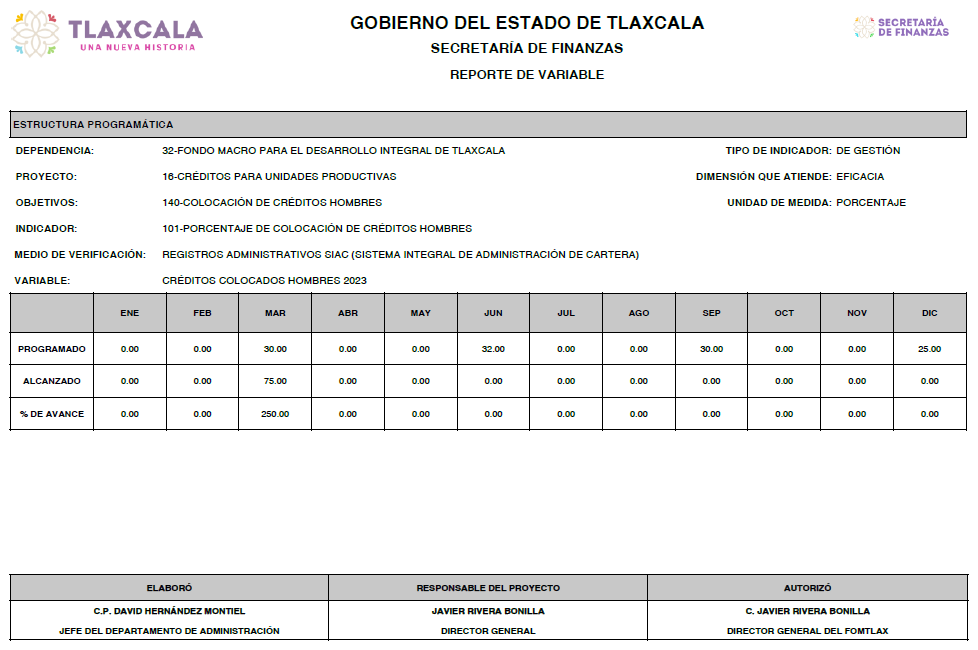 TLAXCALA
UNA NUEVA HISTORIA
GOBIERNO DEL ESTADO DE TLAXCALA
SECRETARÍA DE FINANZAS
REPORTE DE VARIABLE
SECRETARÍA
DE FINANZAS
ESTRUCTURA PROGRAMÁTICA
DEPENDENCIA: 32-FONDO MACRO PARA EL DESARROLLO INTEGRAL DE TLAXCALA TIPO DE INDICADOR: DE GESTIÓN
PROYECTO: 16-CRÉDITOS PARA UNIDADES PRODUCTIVAS DIMENSIÓN QUE ATIENDE: EFICACIA
OBJETIVOS: 140-COLOCACIÓN DE CRÉDITOS HOMBRES UNIDAD DE MEDIDA: PORCENTAJE
INDICADOR: 101-PORCENTAJE DE COLOCACIÓN DE CRÉDITOS HOMBRES
MEDIO DE VERIFICACIÓN: REGISTROS ADMINISTRATIVOS SIAC (SISTEMA INTEGRAL DE ADMINISTRACIÓN DE CARTERA)
VARIABLE: CRÉDITOS COLOCADOS HOMBRES 2023
ENE FEB MAR ABR MAY JUN JUL AGO SEP OCT NOV DIC
PROGRAMADO 0.00 0.00 30.00 0.00 0.00 32.00 0.00 0.00 30.00 0.00 0.00 25.00
ALCANZADO 0.00 0.00 75.00 0.00 0.00 0.00 0.00 0.00 0.00 0.00 0.00 0.00
% DE AVANCE 0.00 0.00 250.00 0.00 0.00 0.00 0.00 0.00 0.00 0.00 0.00 0.00
ELABORÓ RESPONSABLE DEL PROYECTO AUTORIZÓ
C.P. DAVID HERNÁNDEZ MONTIEL JAVIER RIVERA BONILLA C. JAVIER RIVERA BONILLA
JEFE DEL DEPARTAMENTO DE ADMINISTRACIÓN DIRECTOR GENERAL DIRECTOR GENERAL DEL FOMTLAX